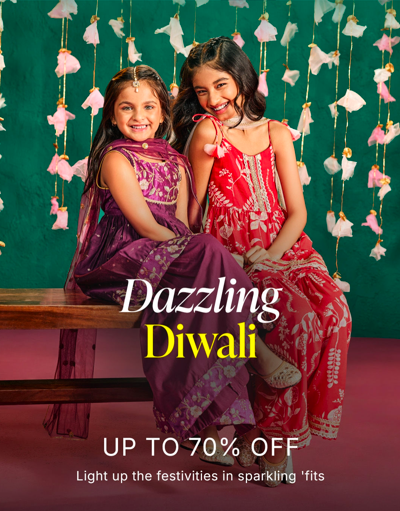 Dazzling
Diwali
UP TO 70% OFF
Light up the festivities in sparkling 'fits